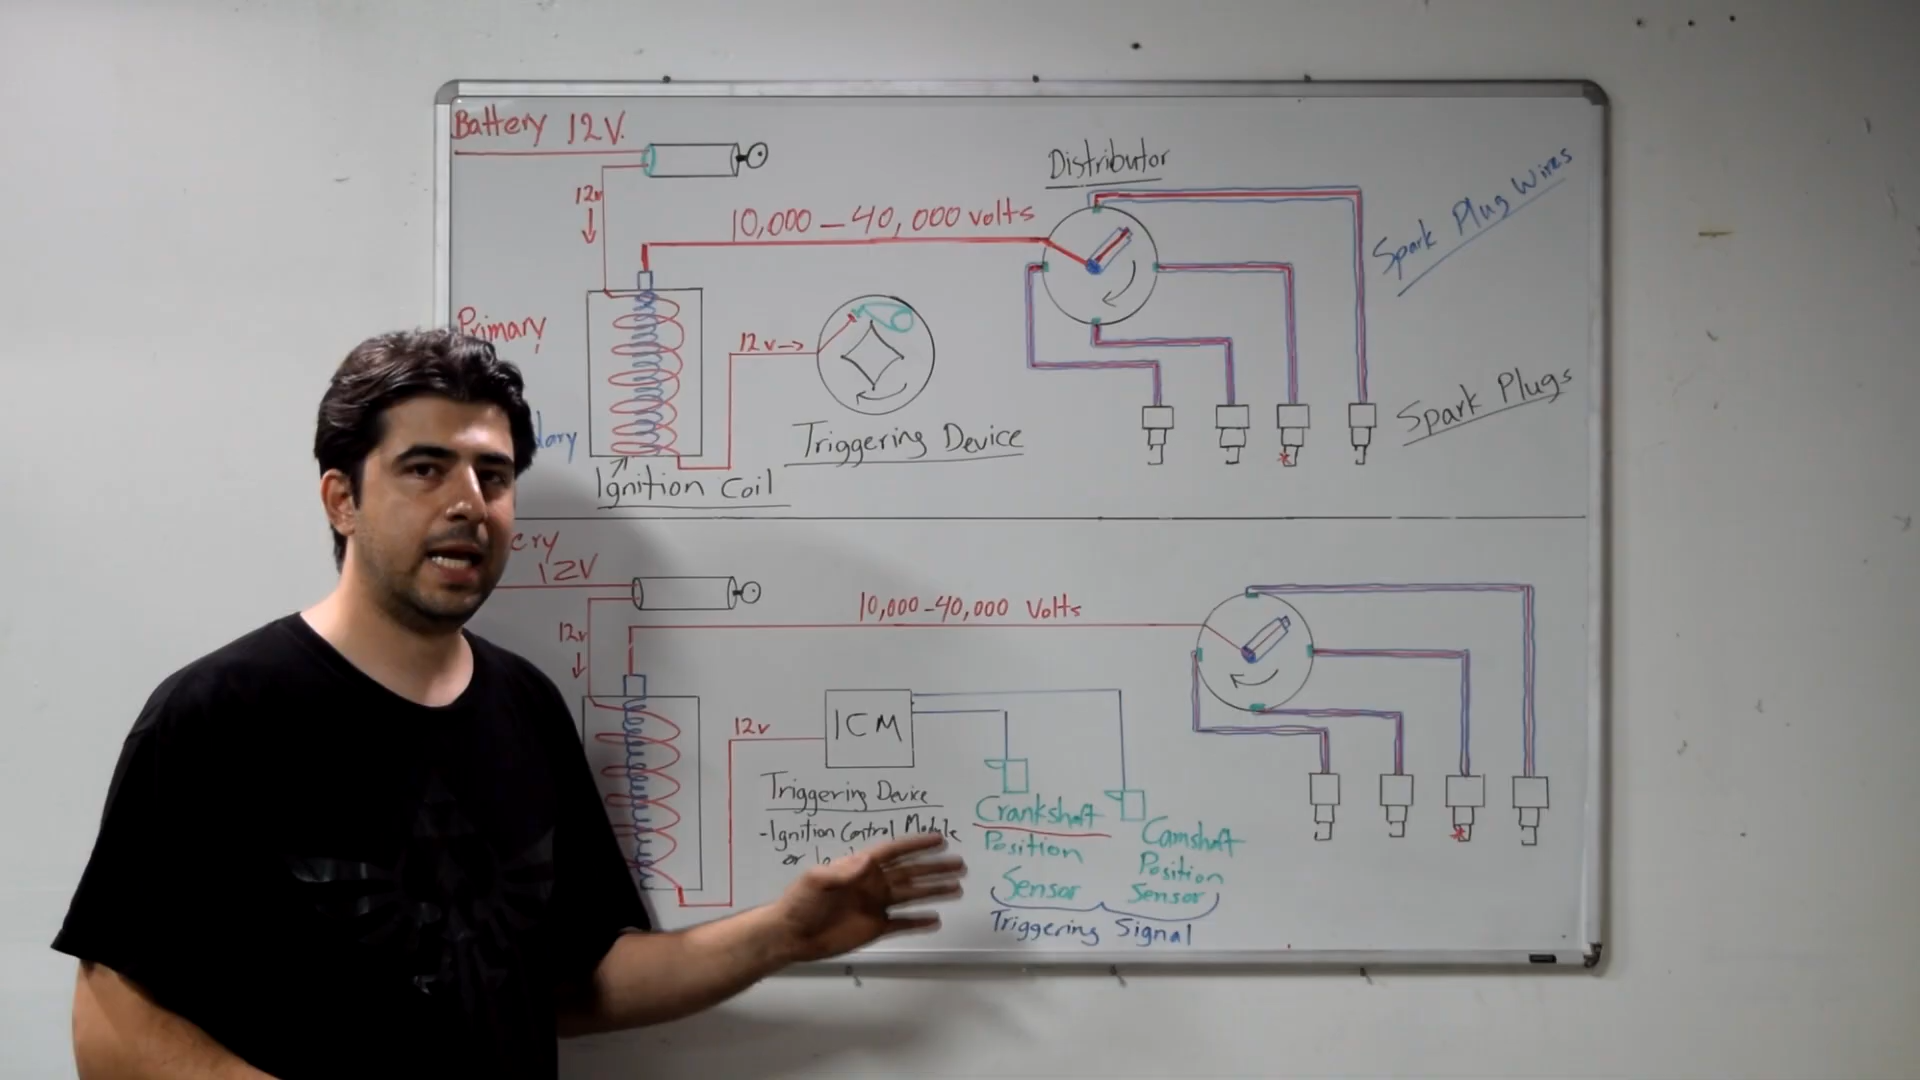 Battery 12V.
12v
10,000 – 40,000 volts
Distributor
Spark Plug Wires
Primary
12v →
Triggering Device
Spark Plugs
Ignition Coil
12V
12v
10,000 - 40,000 Volts
12v
ICM
Triggering Device
- Ignition Control Module
or
Crankshaft
Position
Sensor
Camshaft
Position
Sensor
Triggering Signal